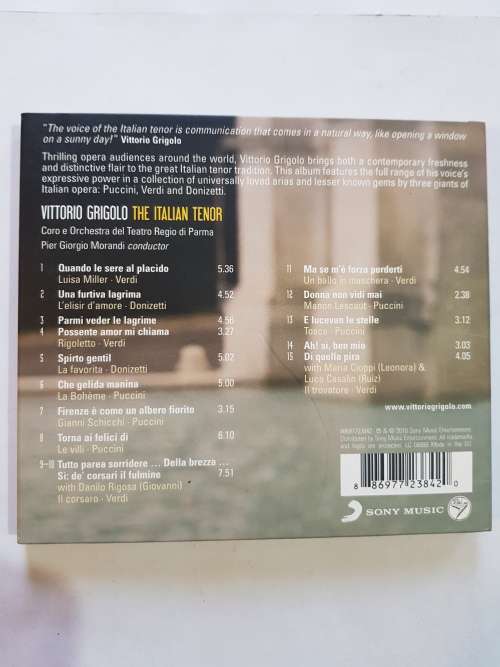 "The voice of the Italian tenor is communication that comes in a natural way, like opening a window
on a sunny day!" Vittorio Grigolo
Thrilling opera audiences around the world, Vittorio Grigolo brings both a contemporary freshness
and distinctive flair to the great Italian tenor tradition. This album features the full range of his voice's
expressive power in a collection of universally loved arias and lesser known gems by three giants of
Italian opera: Puccini, Verdi and Donizetti.
VITTORIO GRIGOLO THE ITALIAN TENOR
Coro e Orchestra del Teatro Regio di Parma
Pier Giorgio Morandi conductor
1 Quando le sere al placido 5.36
Luisa Miller · Verdi
2 Una furtiva lagrima 4.52
L'elisir d'amore · Donizetti
3 Parmi veder le lagrime 4.56
4 Possente amor mi chiama 3.27
Rigoletto · Verdi
5 Spirto gentil 5.02
La favorita · Donizetti
6 Che gelida manina 5.00
La Bohème · Puccini
7 Firenze è como un albero fiorito 3.15
Gianni Schicchi · Puccini
8 Torna ai felici dì 6.10
Le villi · Puccini
9–10 Tutto parea sorridere ... Della brezza ...
Sì: de' corsari il fulmine 7.51
with Danilo Rigosa (Giovanni)
Il corsaro · Verdi
11 Ma se m'è forza perderti 4.54
Un ballo in maschera · Verdi
12 Donna non vidi mai 2.38
Manon Lescaut · Puccini
13 E lucevan le stelle 3.12
Tosca · Puccini
14 Ah! sì, ben mio 3.03
15 Di quella pira 4.05
with Maria Cioppi (Leonora) &
Luca Casalin (Ruiz)
Il trovatore · Verdi
www.vittoriogrigolo.com
8 86977 23842 0
SONY MUSIC